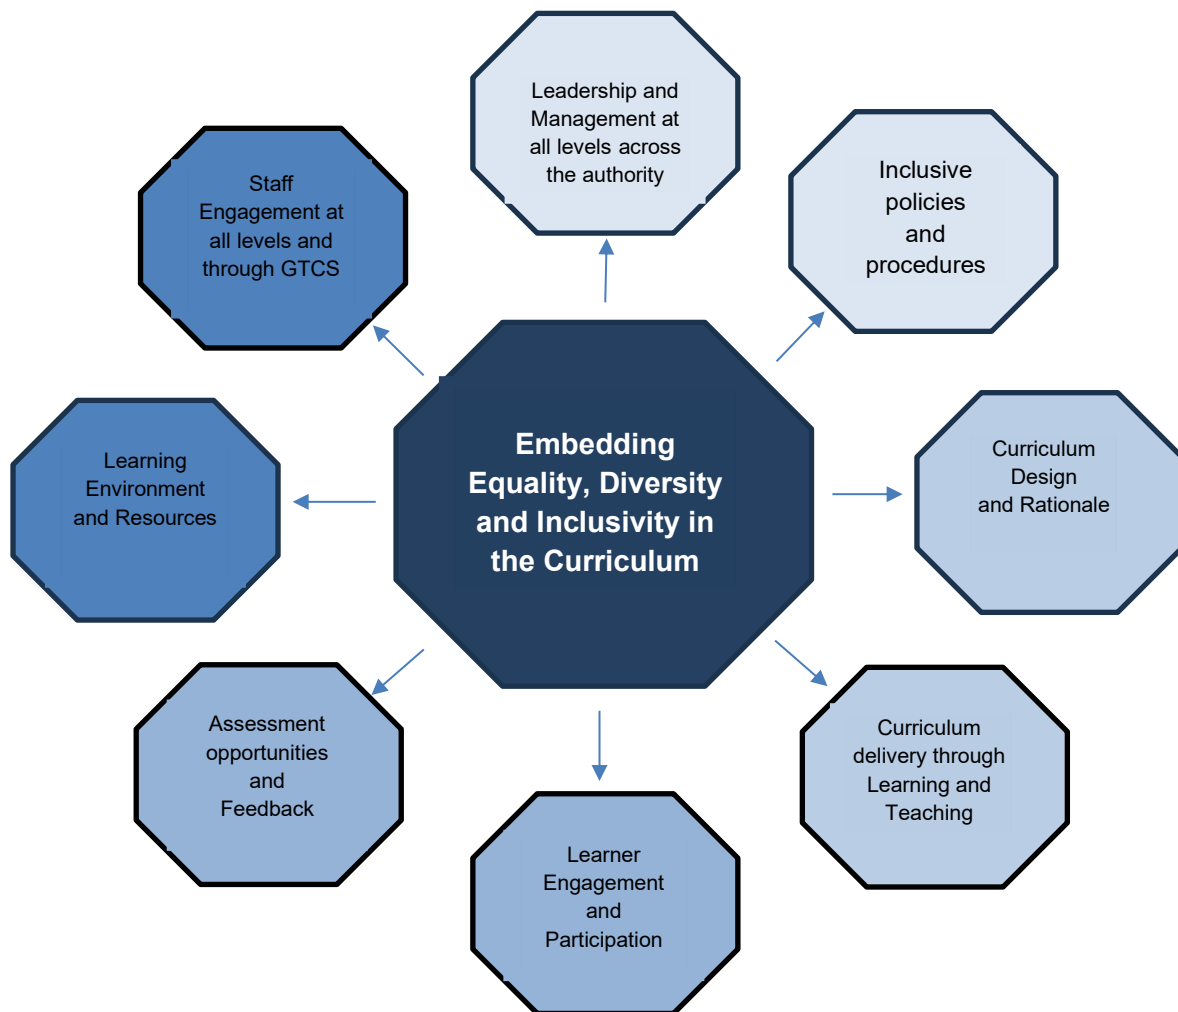 Leadership and
Management at
all levels across
the authority
Inclusive
policies
and
procedures
Staff
Engagement at
all levels and
through GTCS
Embedding
Equality, Diversity
and Inclusivity in
the Curriculum
Curriculum
Design
and Rationale
Learning
Environment
and Resources
Curriculum
delivery through
Learning and
Teaching
Assessment
opportunities
and
Feedback
Learner
Engagement
and
Participation